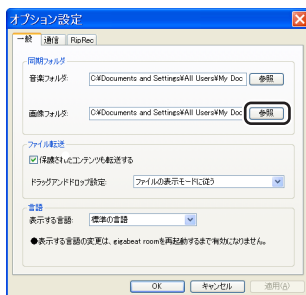 オプション設定
一般 通信 RipRec
同期フォルダ
音楽フォルダ: C:¥Documents and Settings¥All Users¥My Doc 参照
画像フォルダ: C:¥Documents and Settings¥All Users¥My Doc 参照
ファイル転送
保護されたコンテンツも転送する
ドラッグアンドドロップ設定: ファイルの表示モードに従う
言語
表示する言語: 標準の言語
●表示する言語の変更は、gigabeat roomを再起動するまで有効になりません。
OK キャンセル 適用(A)